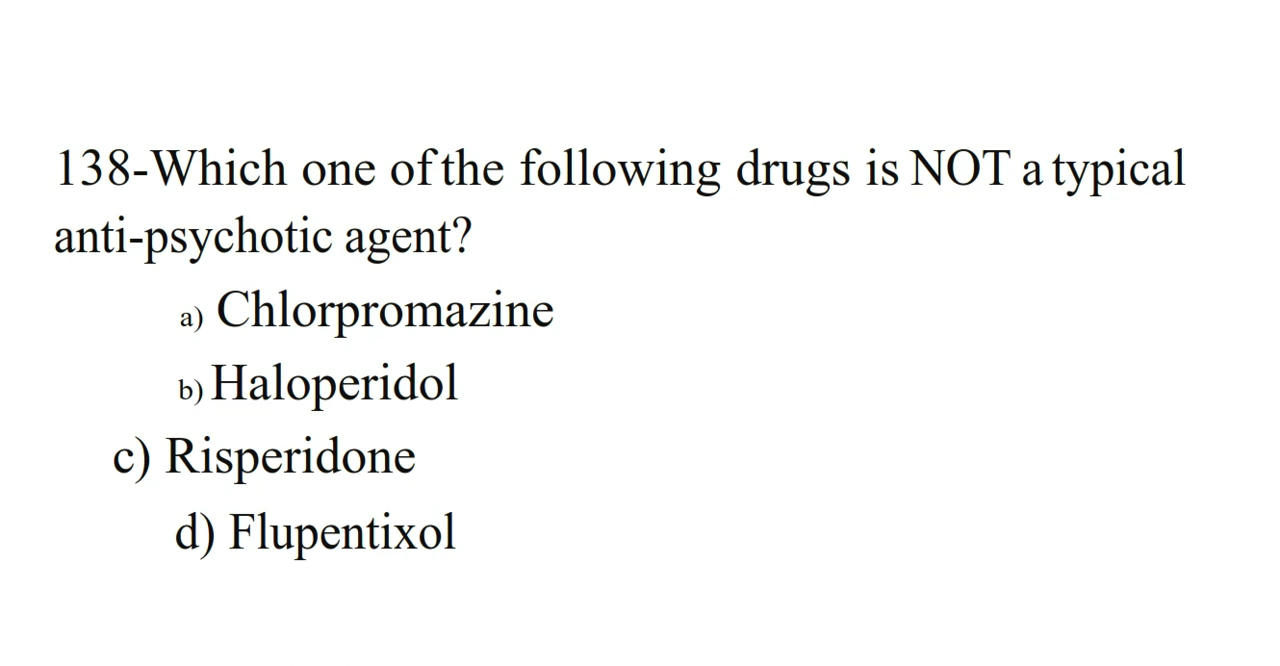 138-Which one of the following drugs is NOT a typical
anti-psychotic agent?
a) Chlorpromazine
b) Haloperidol
c) Risperidone
d) Flupentixol